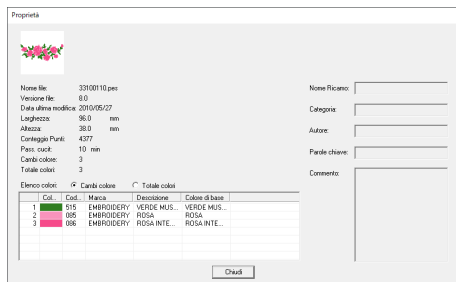 Proprietà
Nome file: 33100110.pes
Versione file: 8.0
Data ultima modifica: 2010/05/27
Larghezza: 96.0 mm
Altezza: 38.0 mm
Conteggio Punti: 4377
Pass. cucit: 10 min
Cambi colore: 3
Totale colori: 3
Elenco colori: Cambi colore Totale colori
Col... Cod... Marca Descrizione Colore di base
1 515 EMBROIDERY VERDE MUS... VERDE MUS...
2 085 EMBROIDERY ROSA ROSA
3 086 EMBROIDERY ROSA INTE... ROSA INTE...
Nome Ricamo:
Categoria:
Autore:
Parole chiave:
Commento:
Chiudi